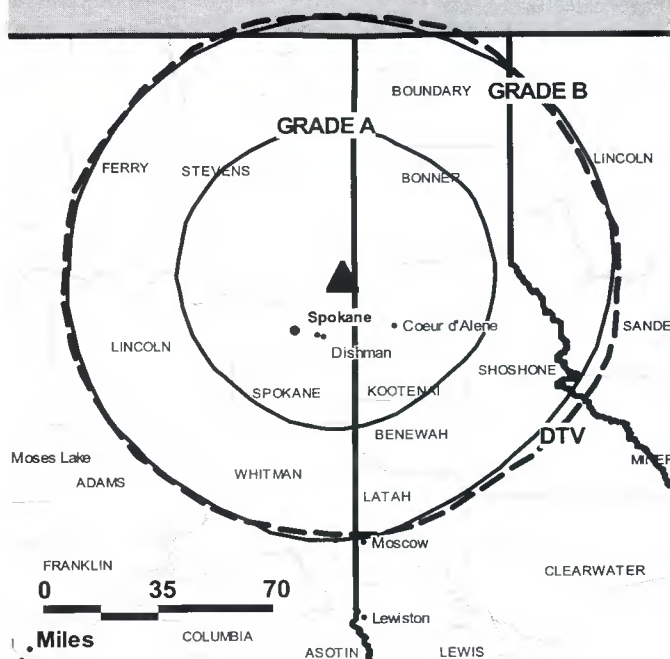 BOUNDARY
GRADE B
GRADE A
LINCOLN
FERRY
STEVENS
BONNER
Spokane
Coeur d'Alene
SANDE
LINCOLN
Dishman
SHOSHONE
SPOKANE
KOOTENAI
BENEWAH
DTV
Moses Lake
WHITMAN
MINER
ADAMS
LATAH
Moscow
FRANKLIN
CLEARWATER
0 35 70
Lewiston
Miles
COLUMBIA
ASOTIN
LEWIS